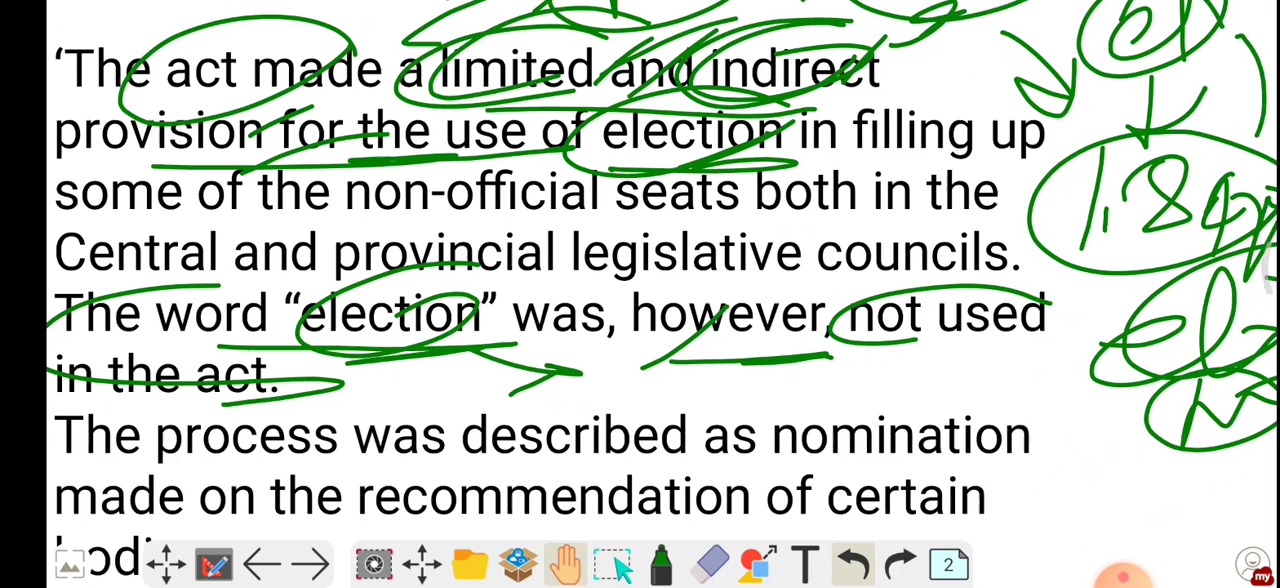 ‘The act made a limited and indirect
provision for the use of election in filling up
some of the non-official seats both in the
Central and provincial legislative councils.
The word “election” was, however, not used
in the act.
The process was described as nomination
made on the recommendation of certain
T
2
my